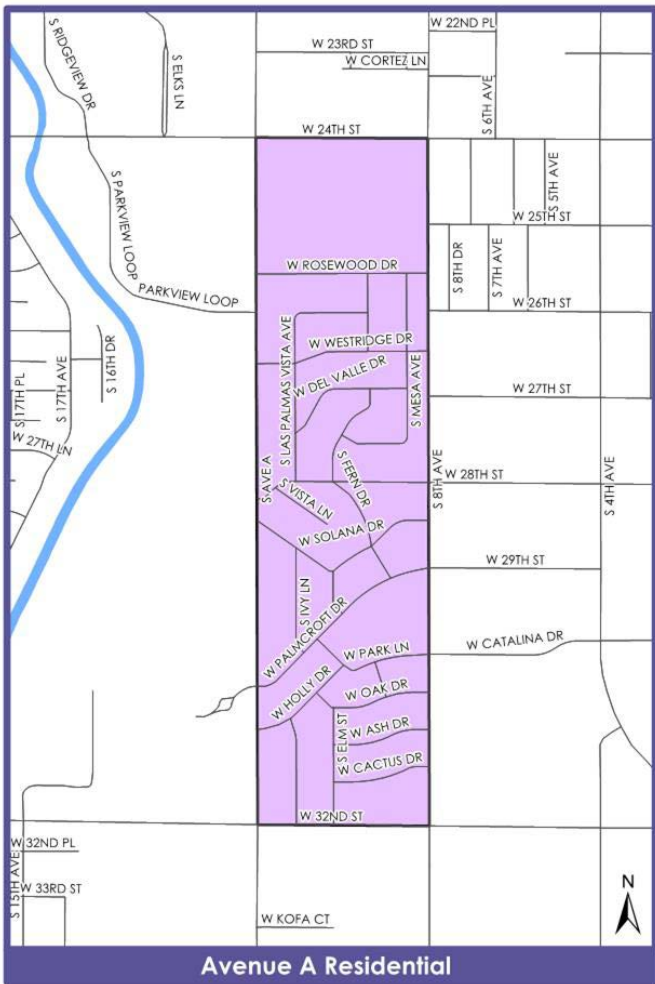 W 22ND PL
S RIDGEVIEW DR
S ELKS LN
W 23RD ST
W CORTEZ LN
S 6TH AVE
W 24TH ST
S 5TH AVE
S PARKVIEW LOOP
W 25TH ST
S 8TH DR
S 7TH AVE
W ROSEWOOD DR
PARKVIEW LOOP
W 26TH ST
S LAS PALMAS VISTA AVE
W WESTRIDGE DR
S 16TH DR
W DEL VALLE DR
S MESA AVE
S 17TH PL
S 17TH AVE
W 27TH ST
W 27TH LN
S AVE A
S FERN DR
S 8TH AVE
W 28TH ST
S 4TH AVE
S VISTA LN
W SOLANA DR
W 29TH ST
S IVY LN
W PALMCROFT DR
W PARK LN
W CATALINA DR
W HOLLY DR
W OAK DR
S ELM ST
W ASH DR
W CACTUS DR
W 32ND ST
W 32ND PL
S 15TH AVE
W 33RD ST
W KOFA CT
N
Avenue A Residential